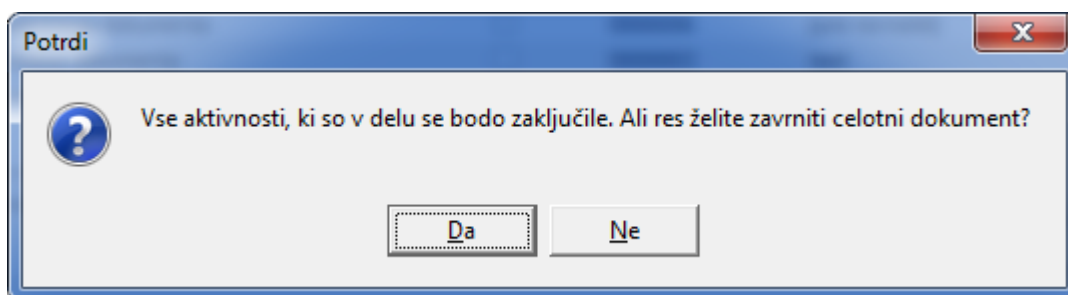 Potrdi
Vse aktivnosti, ki so v delu se bodo zaključile. Ali res želite zavrniti celotni dokument?
Da
Ne